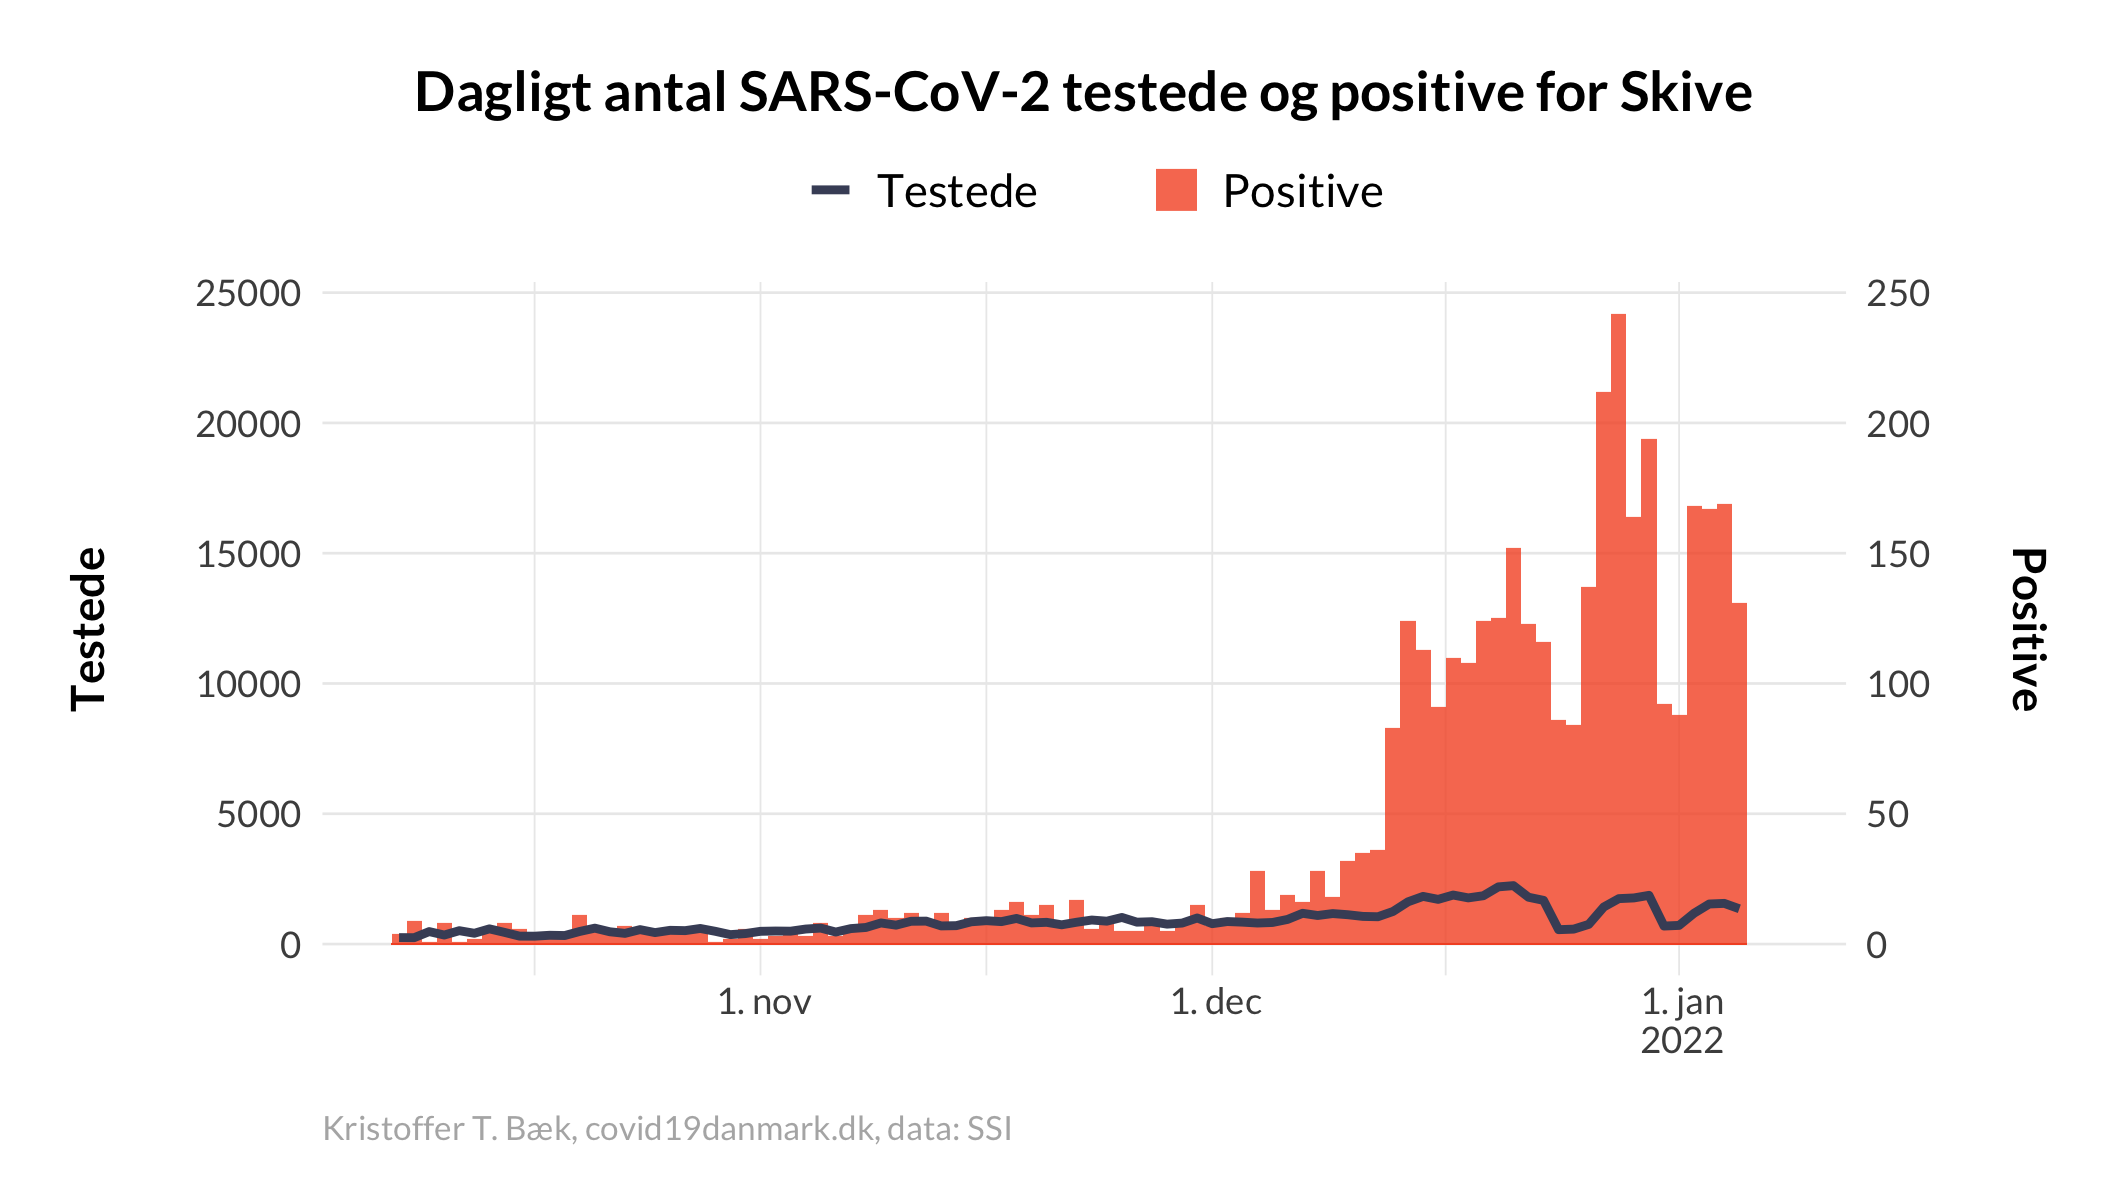 Dagligt antal SARS-CoV-2 testede og positive for Skive
Testede
Positive
25000
20000
15000
10000
5000
0
250
200
150
100
50
0
Testede
Positive
1. nov
1. dec
1. jan
2022
Kristoffer T. Bæk, covid19danmark.dk, data: SSI